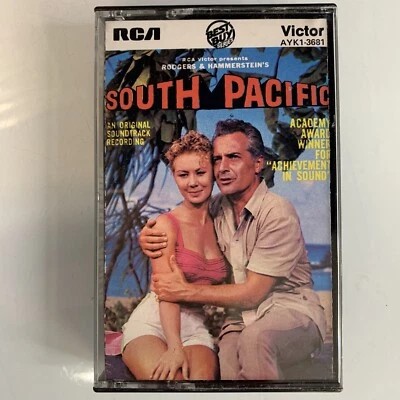 RCA
BEST
BUY
SERIES
Victor
AYK1-3681
RCA Victor presents
RODGERS & HAMMERSTEIN'S
SOUTH PACIFIC
AN ORIGINAL
SOUNDTRACK
RECORDING
ACADEMY
AWARD
WINNER
FOR
"ACHIEVEMENT
IN SOUND"